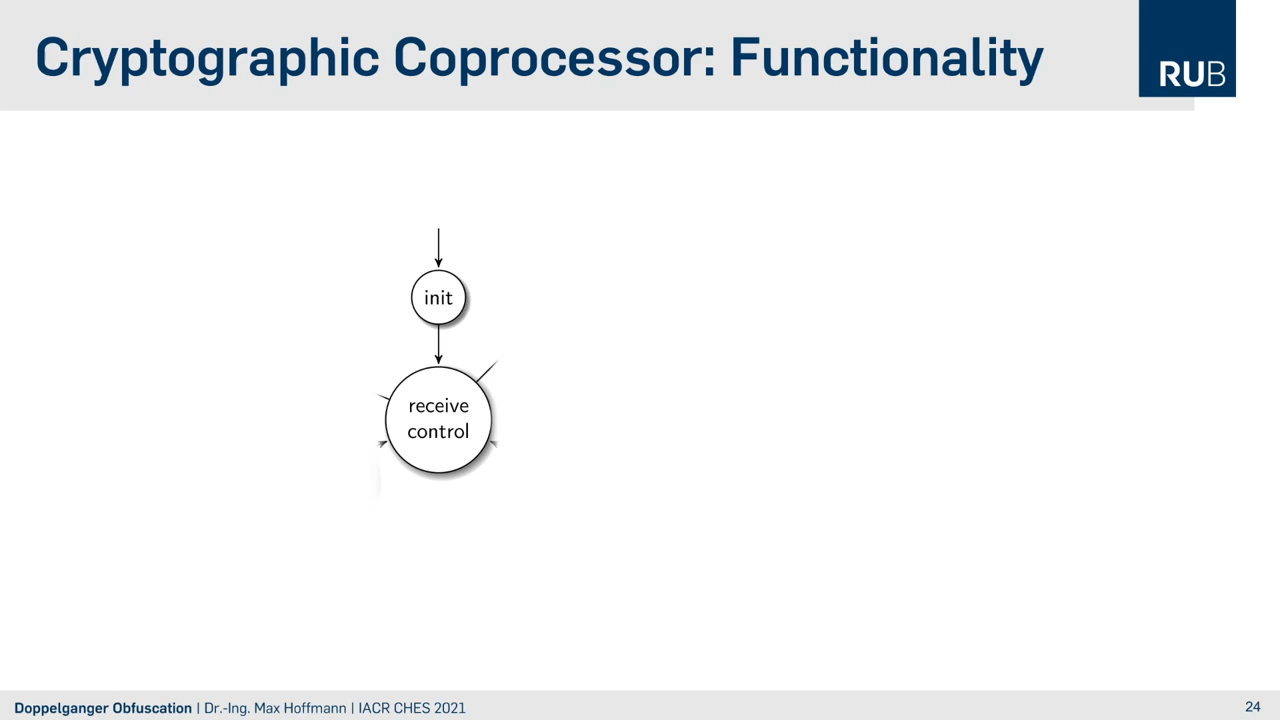 Cryptographic Coprocessor: Functionality
RUB
init
receive
control
Doppelganger Obfuscation | Dr.-Ing. Max Hoffmann | IACR CHES 2021
24